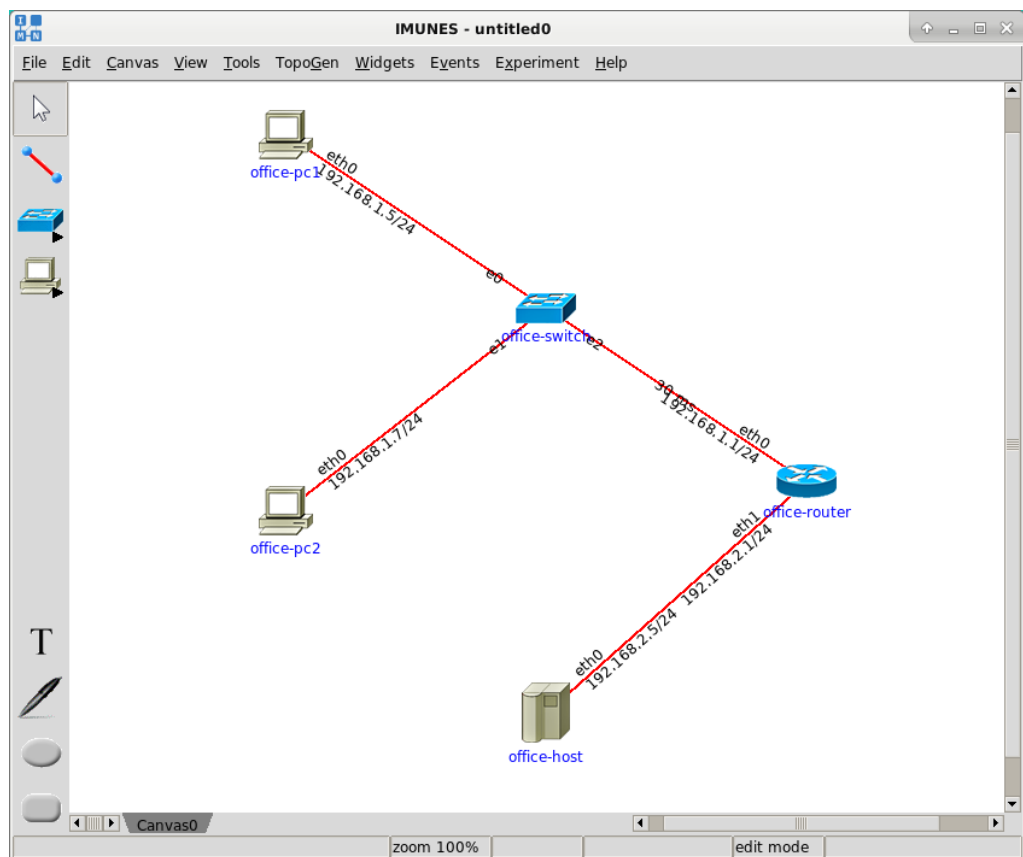 IMUNES - untitled0
File Edit Canvas View Tools TopoGen Widgets Events Experiment Help
office-pc1
eth0
192.168.1.5/24
e0
office-switch
e1
e2
30 ms
192.168.1.1/24
eth0
eth0
192.168.1.7/24
office-pc2
office-router
eth1
192.168.2.1/24
192.168.2.5/24
eth0
office-host
T
Canvas0
zoom 100%
edit mode